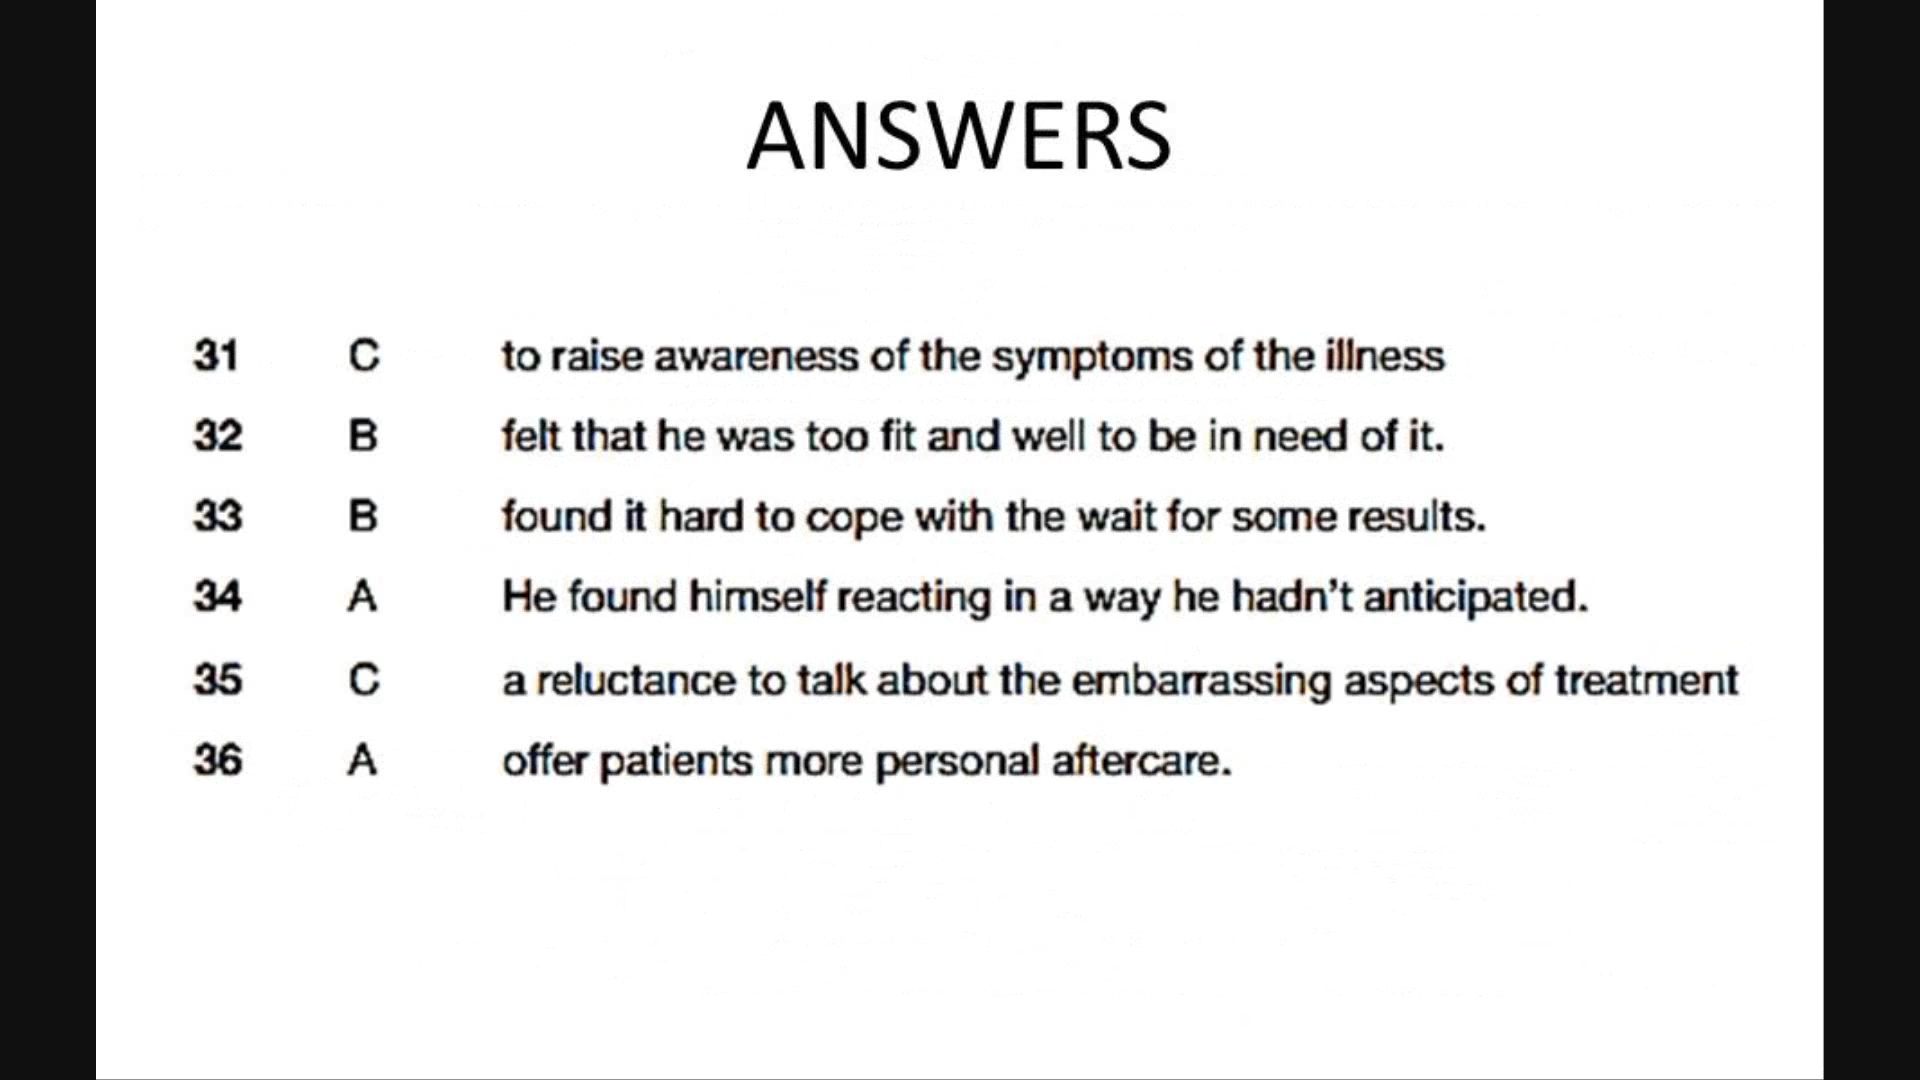 ANSWERS
31 C to raise awareness of the symptoms of the illness
32 B felt that he was too fit and well to be in need of it.
33 B found it hard to cope with the wait for some results.
34 A He found himself reacting in a way he hadn't anticipated.
35 C a reluctance to talk about the embarrassing aspects of treatment
36 A offer patients more personal aftercare.